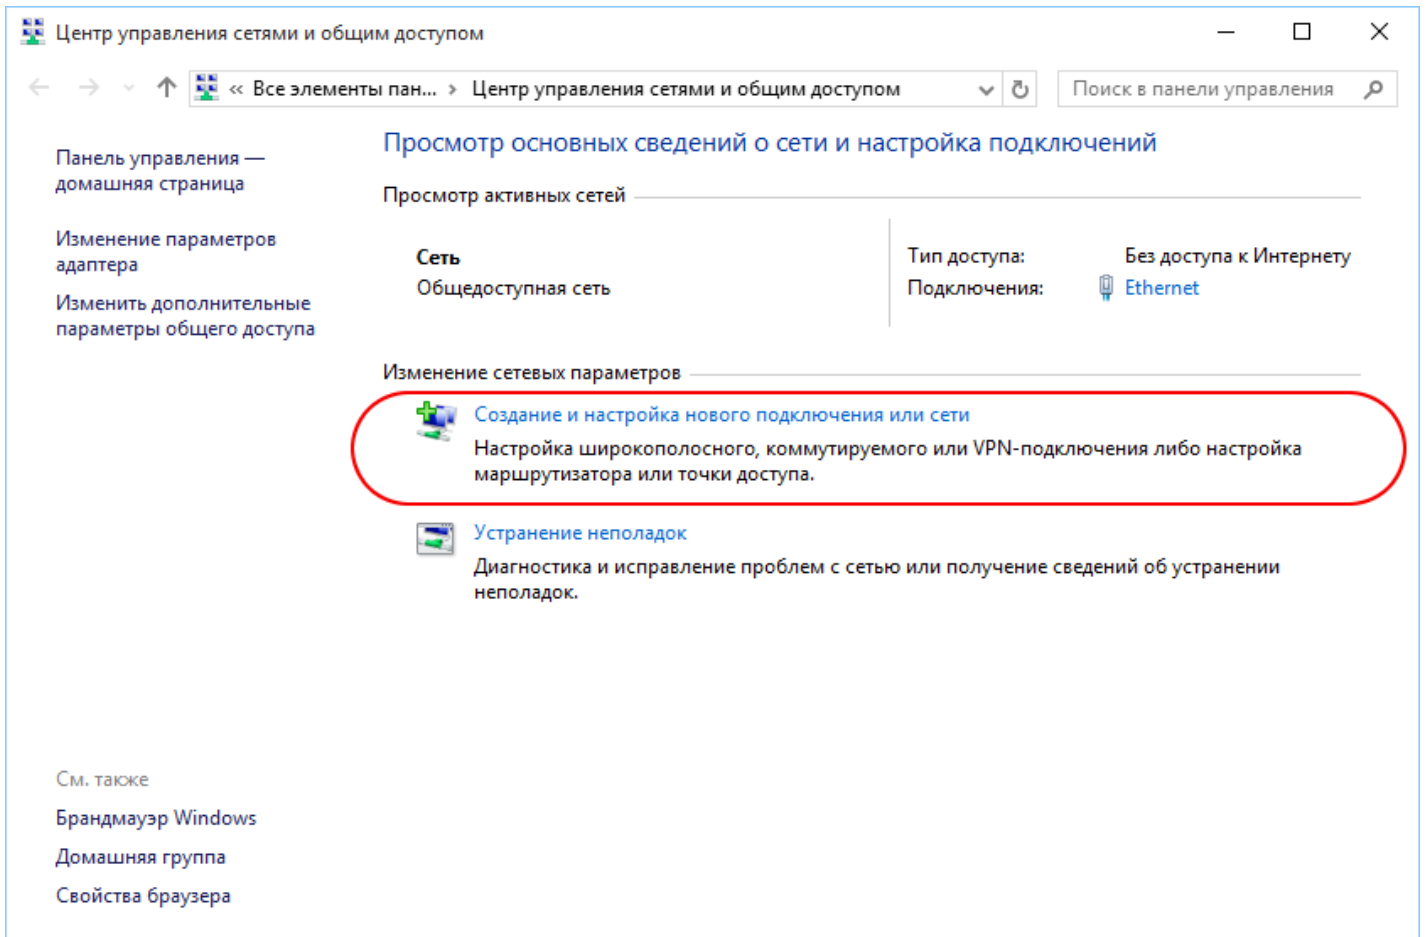 Центр управления сетями и общим доступом
« Все элементы пан... › Центр управления сетями и общим доступом
Поиск в панели управления
Панель управления —
домашняя страница
Изменение параметров
адаптера
Изменить дополнительные
параметры общего доступа
Просмотр основных сведений о сети и настройка подключений
Просмотр активных сетей
Сеть
Общедоступная сеть
Тип доступа: Без доступа к Интернету
Подключения: Ethernet
Изменение сетевых параметров
Создание и настройка нового подключения или сети
Настройка широкополосного, коммутируемого или VPN-подключения либо настройка
маршрутизатора или точки доступа.
Устранение неполадок
Диагностика и исправление проблем с сетью или получение сведений об устранении
неполадок.
См. также
Брандмауэр Windows
Домашняя группа
Свойства браузера